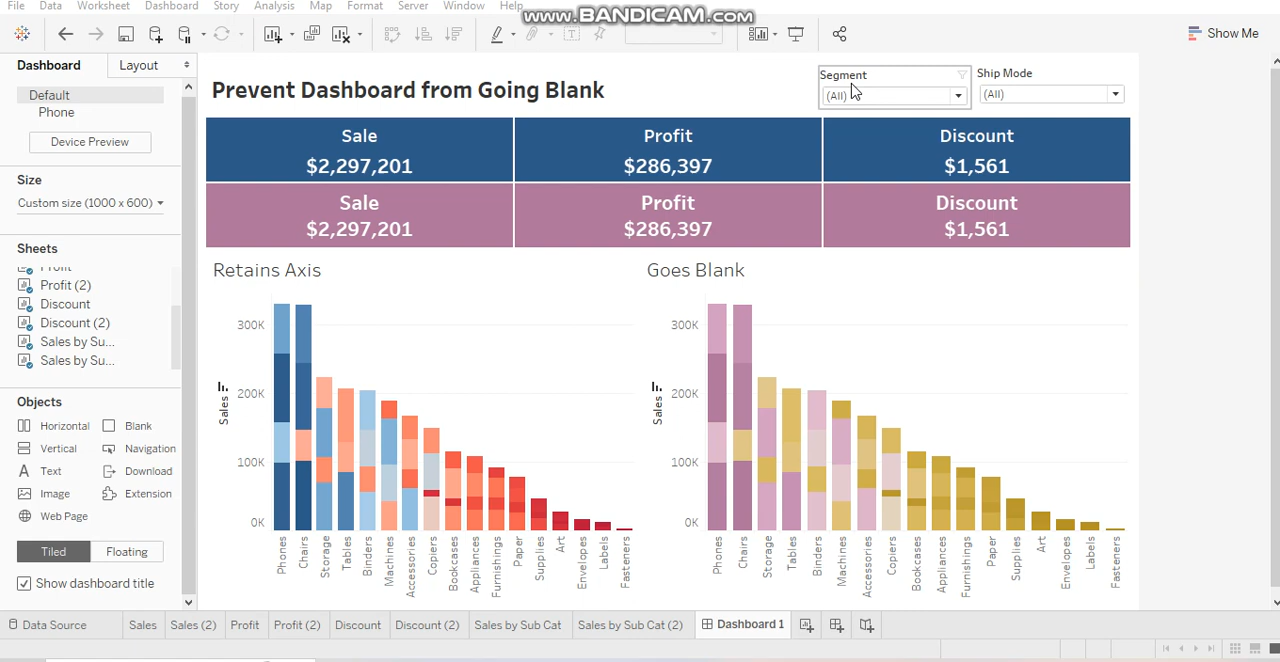 File Data Worksheet Dashboard Story Analysis Map Format Server Window Help
www.BANDICAM.com
Show Me
Dashboard Layout
Default
Phone
Device Preview
Size
Custom size (1000 x 600)
Sheets
Profit
Profit (2)
Discount
Discount (2)
Sales by Su...
Sales by Su...
Objects
Horizontal Blank
Vertical Navigation
Text Download
Image Extension
Web Page
Tiled Floating
Show dashboard title
Prevent Dashboard from Going Blank
Segment
(All)
Ship Mode
(All)
Sale Profit Discount
$2,297,201 $286,397 $1,561
Sale Profit Discount
$2,297,201 $286,397 $1,561
Retains Axis
Sales
300K
200K
100K
0K
Phones Chairs Storage Tables Binders Machines Accessories Copiers Bookcases Appliances Furnishings Paper Supplies Art Envelopes Labels Fasteners
Goes Blank
Sales
300K
200K
100K
0K
Phones Chairs Storage Tables Binders Machines Accessories Copiers Bookcases Appliances Furnishings Paper Supplies Art Envelopes Labels Fasteners
Data Source Sales Sales (2) Profit Profit (2) Discount Discount (2) Sales by Sub Cat Sales by Sub Cat (2) Dashboard 1